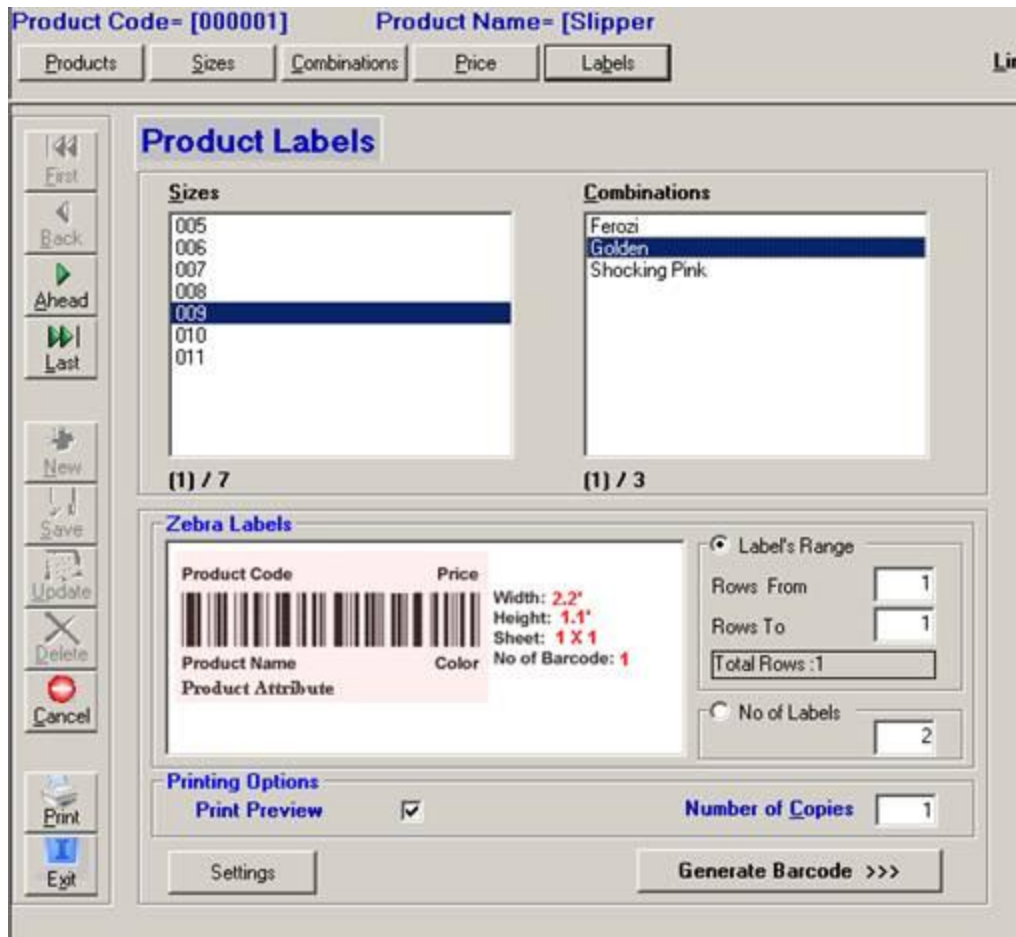 Product Code= [000001] Product Name= [Slipper
Products Sizes Combinations Price Labels
Product Labels
First
Back
Ahead
Last
New
Save
Update
Delete
Cancel
Print
Exit
Sizes
005
006
007
008
009
010
011
(1) / 7
Combinations
Ferozi
Golden
Shocking Pink
(1) / 3
Zebra Labels
Product Code Price
Product Name Color
Product Attribute
Width: 2.2"
Height: 1.1"
Sheet: 1 X 1
No of Barcode: 1
Label's Range
Rows From 1
Rows To 1
Total Rows :1
No of Labels
2
Printing Options
Print Preview
Number of Copies 1
Settings
Generate Barcode >>>